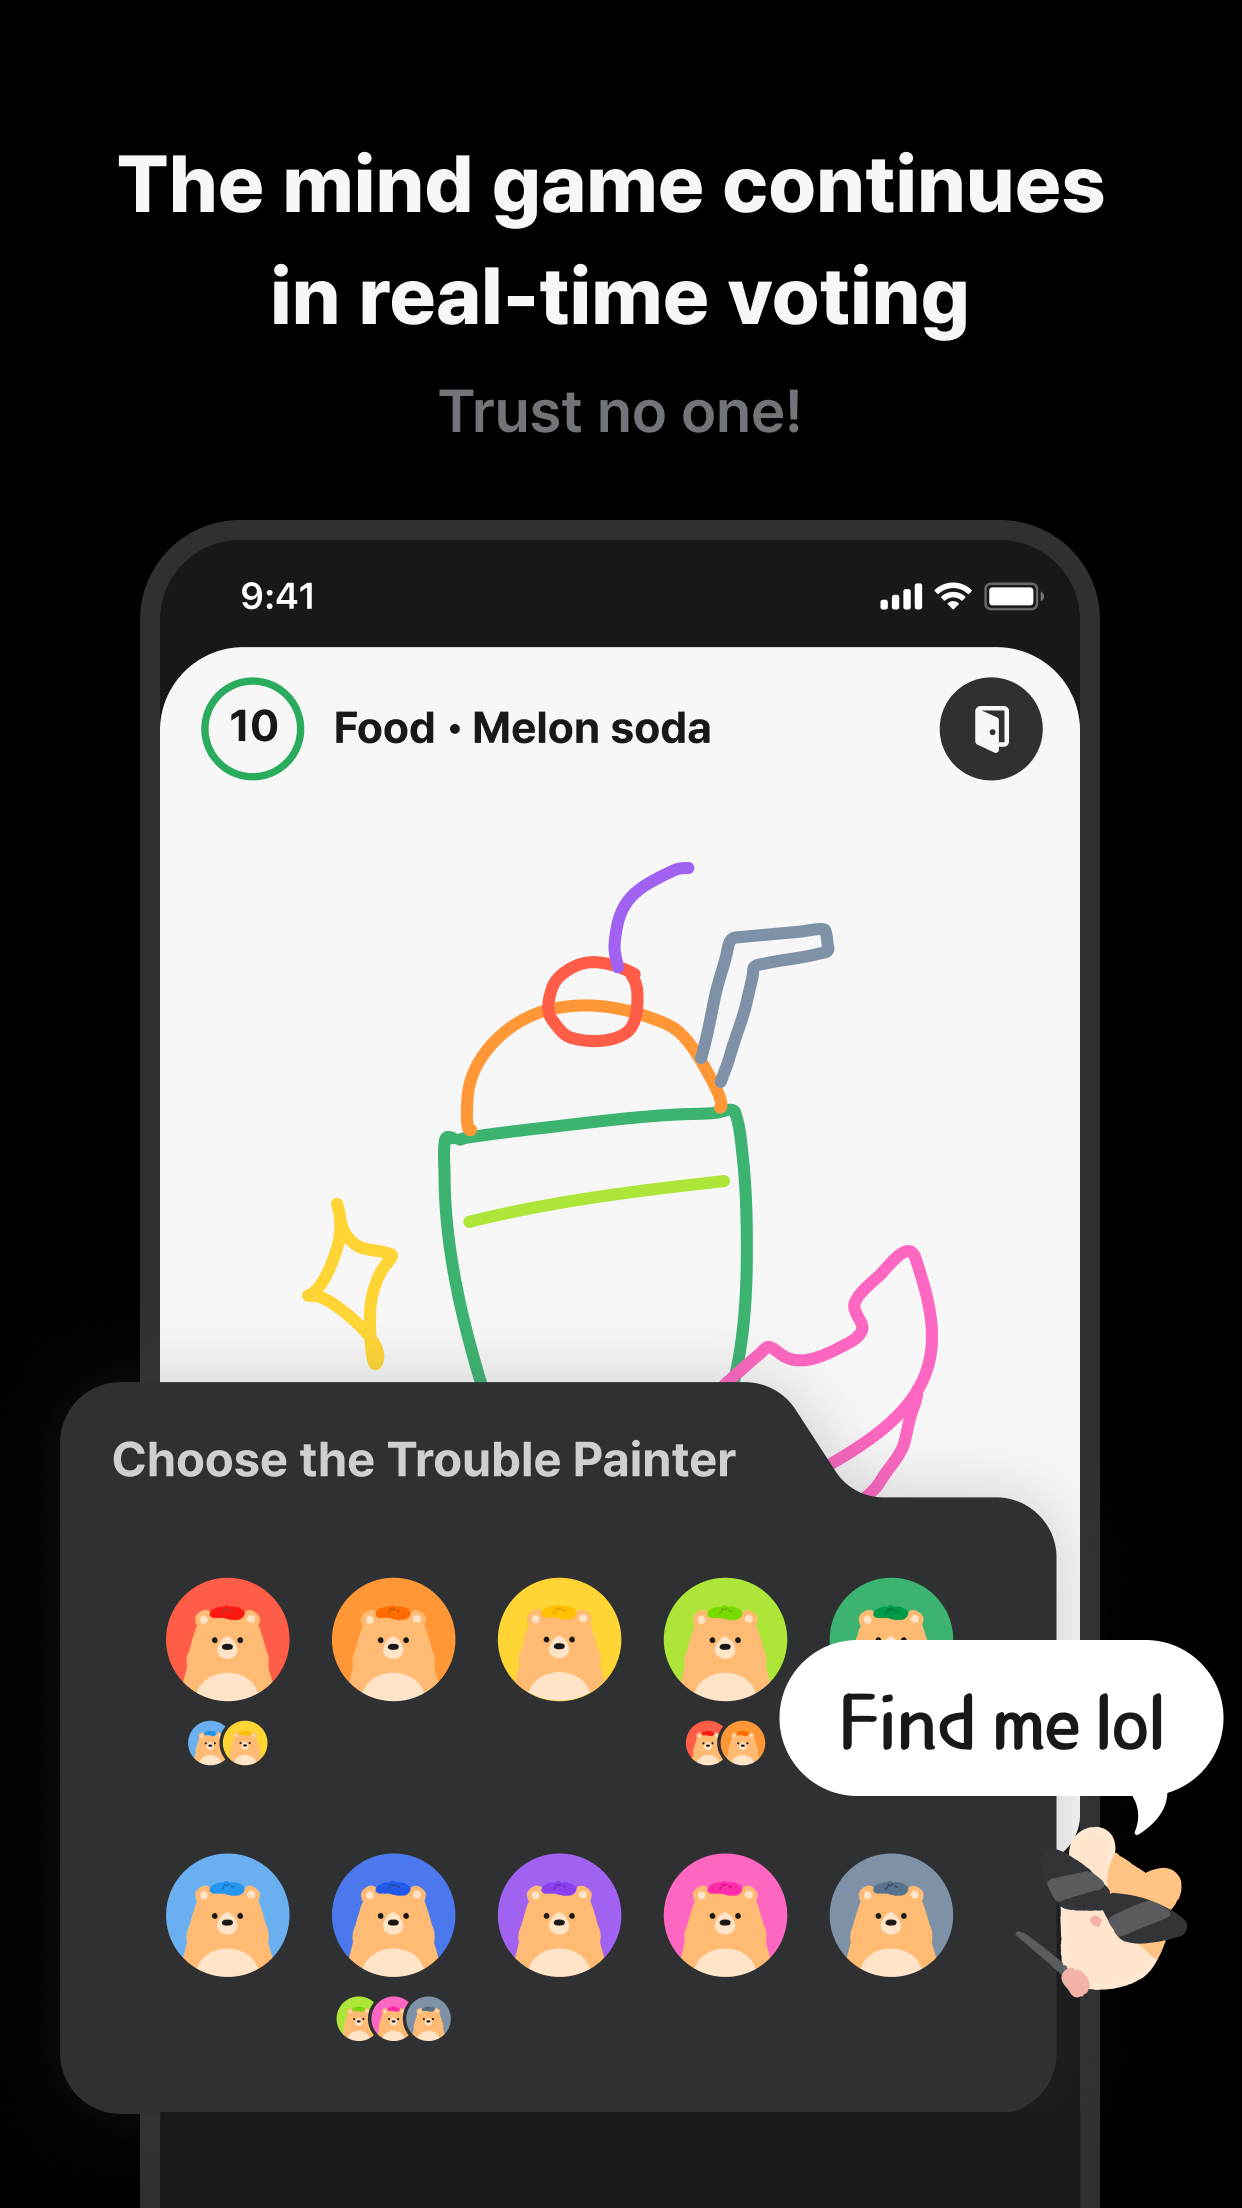 The mind game continues
in real-time voting
Trust no one!
9:41
10
Food • Melon soda
Choose the Trouble Painter
Find me lol